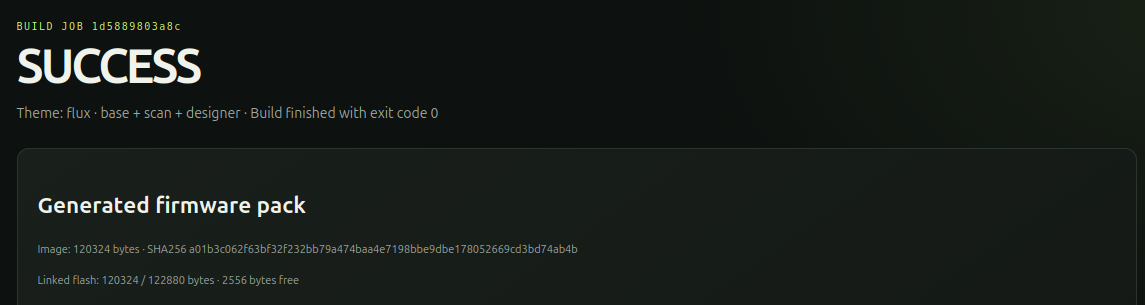 BUILD JOB 1d5889803a8c
SUCCESS
Theme: flux · base + scan + designer · Build finished with exit code 0
Generated firmware pack
Image: 120324 bytes · SHA256 a01b3c062f63bf32f232bb79a474baa4e7198bbe9dbe178052669cd3bd74ab4b
Linked flash: 120324 / 122880 bytes · 2556 bytes free